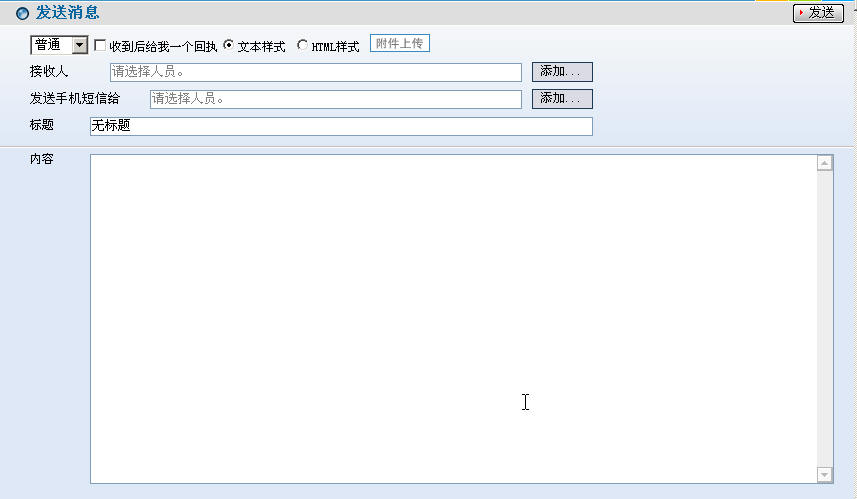 发送消息
发送
普通 收到后给我一个回执 文本样式 HTML样式 附件上传
接收人 请选择人员。 添加...
发送手机短信给 请选择人员。 添加...
标题 无标题
内容